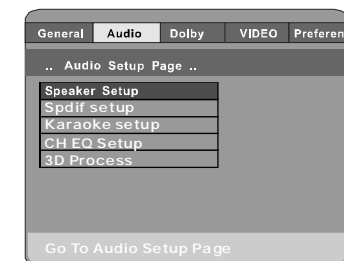 General Audio Dolby VIDEO Preferen
.. Audio Setup Page ..
Speaker Setup
Spdif setup
Karaoke setup
CH EQ Setup
3D Process
Go To Audio Setup Page